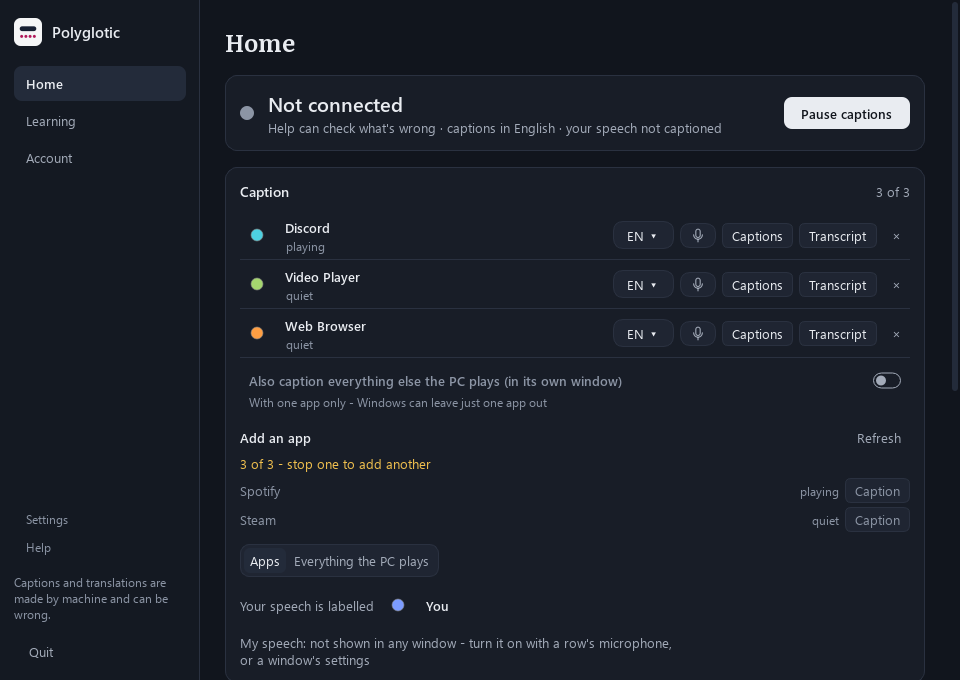 Polyglotic
Home
Learning
Account
Settings
Help
Captions and translations are
made by machine and can be
wrong.
Quit
Home
Not connected
Help can check what's wrong · captions in English · your speech not captioned
Pause captions
Caption
3 of 3
Discord
playing
EN ▾
Captions
Transcript
×
Video Player
quiet
EN ▾
Captions
Transcript
×
Web Browser
quiet
EN ▾
Captions
Transcript
×
Also caption everything else the PC plays (in its own window)
With one app only - Windows can leave just one app out
Add an app
Refresh
3 of 3 - stop one to add another
Spotify
playing
Caption
Steam
quiet
Caption
Apps
Everything the PC plays
Your speech is labelled
You
My speech: not shown in any window - turn it on with a row's microphone,
or a window's settings